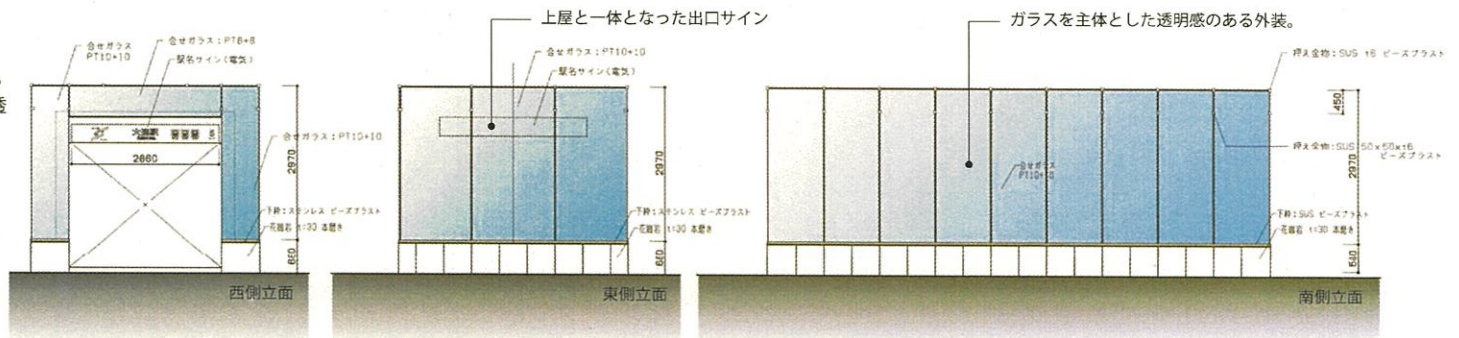 透
上屋と一体となった出口サイン
ガラスを主体とした透明感のある外装。
合せガラス
PT10+10
合せガラス:PT8+8
駅名サイン(電気)
合せガラス:PT10+10
2660
2970
下枠:ステンレス ビーズブラスト
花崗岩 t=30 本磨き
660
西側立面
合せガラス:PT10+10
駅名サイン(電気)
2970
下枠:ステンレス ビーズブラスト
花崗岩 t=30 本磨き
660
東側立面
押え金物:SUS t6 ビーズブラスト
450
合せガラス
PT10+10
押え金物:SUS 50x50xt6
ビーズブラスト
2970
下枠:SUS ビーズブラスト
花崗岩 t=30 本磨き
南側立面